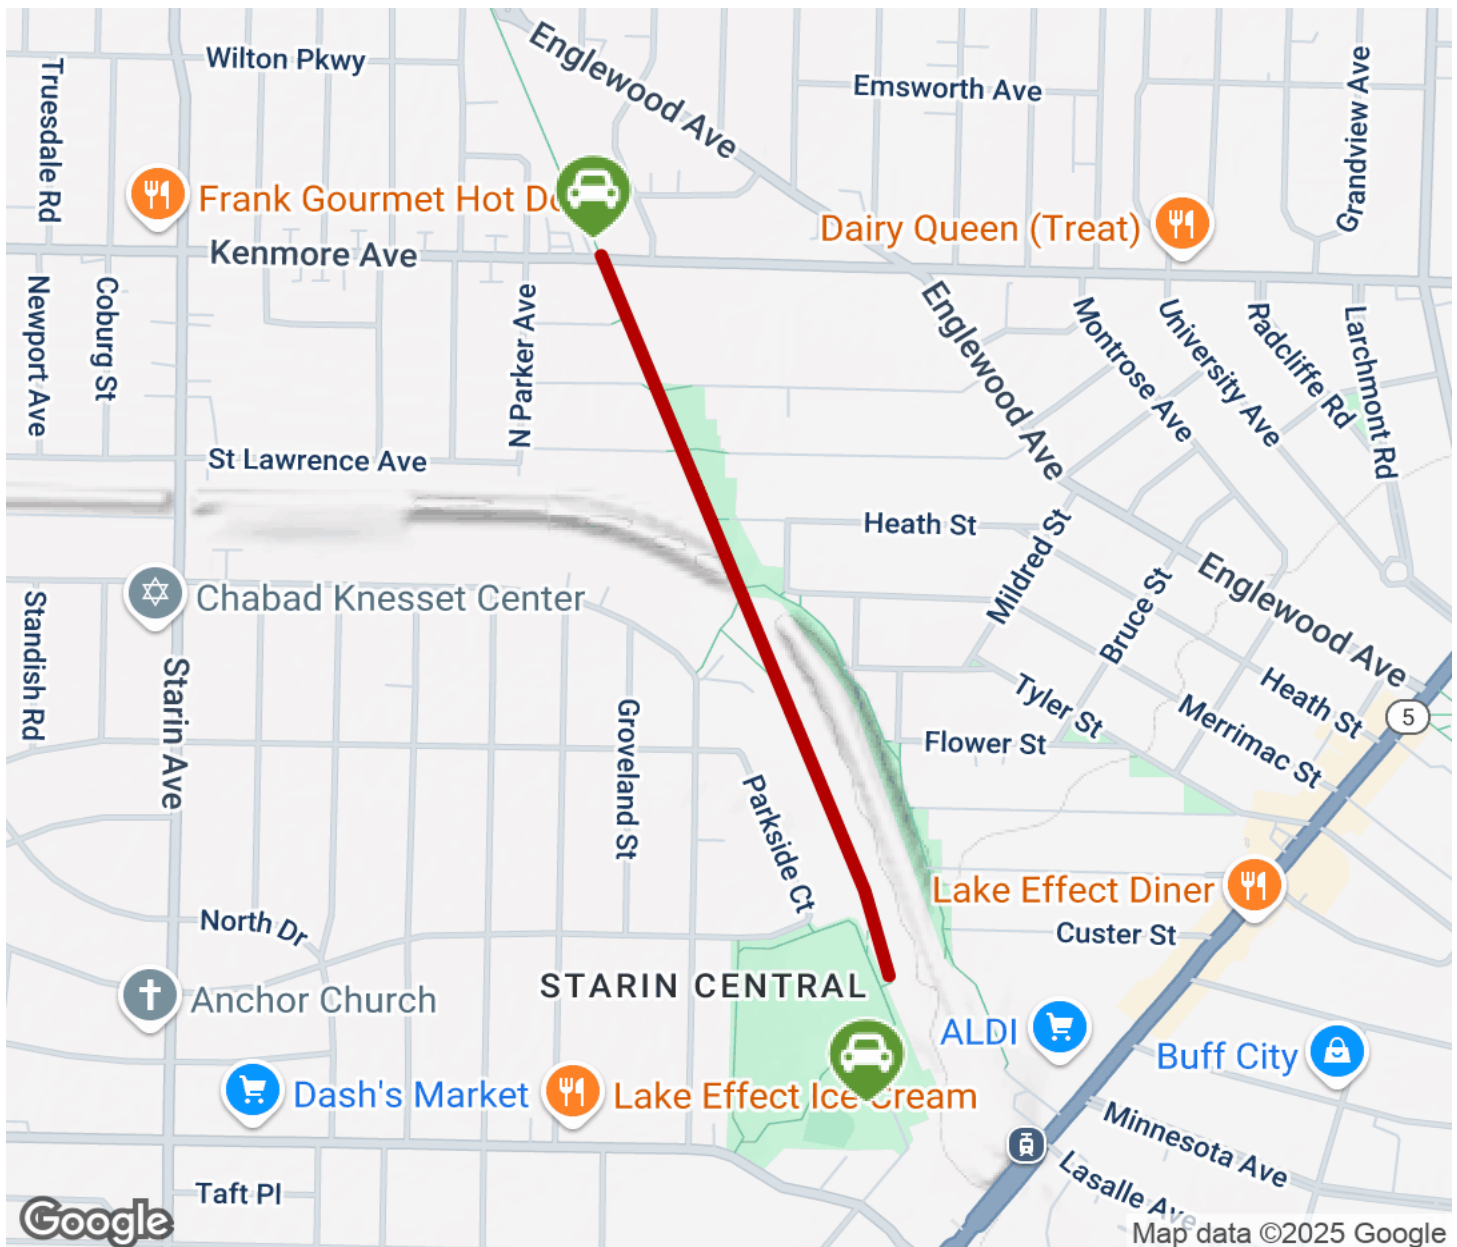 Wilton Pkwy
Englewood Ave
Emsworth Ave
Grandview Ave
Truesdale Rd
Frank Gourmet Hot Do
Dairy Queen (Treat)
Kenmore Ave
Newport Ave
Coburg St
N Parker Ave
Englewood Ave
Montrose Ave
University Ave
Radcliffe Rd
Larchmont Rd
St Lawrence Ave
Heath St
Mildred St
Bruce St
Englewood Ave
Chabad Knesset Center
Standish Rd
Starin Ave
Groveland St
Tyler St
Heath St
Merrimac St
5
Flower St
Parkside Ct
Lake Effect Diner
Custer St
North Dr
STARIN CENTRAL
Anchor Church
ALDI
Buff City
Dash's Market
Lake Effect Ice Cream
Minnesota Ave
Lasalle Ave
Taft Pl
Google
Map data ©2025 Google